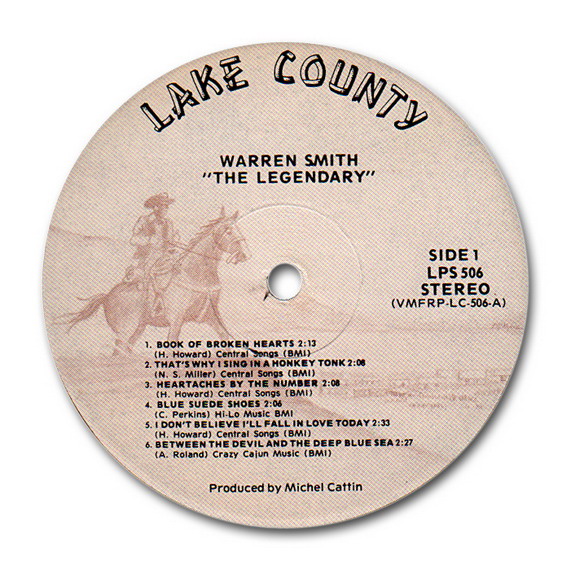 LAKE COUNTY
WARREN SMITH
"THE LEGENDARY"
SIDE 1
LPS 506
STEREO
(VMFRP-LC-506-A)
1. BOOK OF BROKEN HEARTS 2:13
(H. Howard) Central Songs (BMI)
2. THAT'S WHY I SING IN A HONKEY TONK 2:08
(N. S. Miller) Central Songs (BMI)
3. HEARTACHES BY THE NUMBER 2:08
(H. Howard) Central Songs (BMI)
4. BLUE SUEDE SHOES 2:06
(C. Perkins) Hi-Lo Music BMI
5. I DON'T BELIEVE I'LL FALL IN LOVE TODAY 2:33
(H. Howard) Central Songs (BMI)
6. BETWEEN THE DEVIL AND THE DEEP BLUE SEA 2:27
(A. Roland) Crazy Cajun Music (BMI)
Produced by Michel Cattin